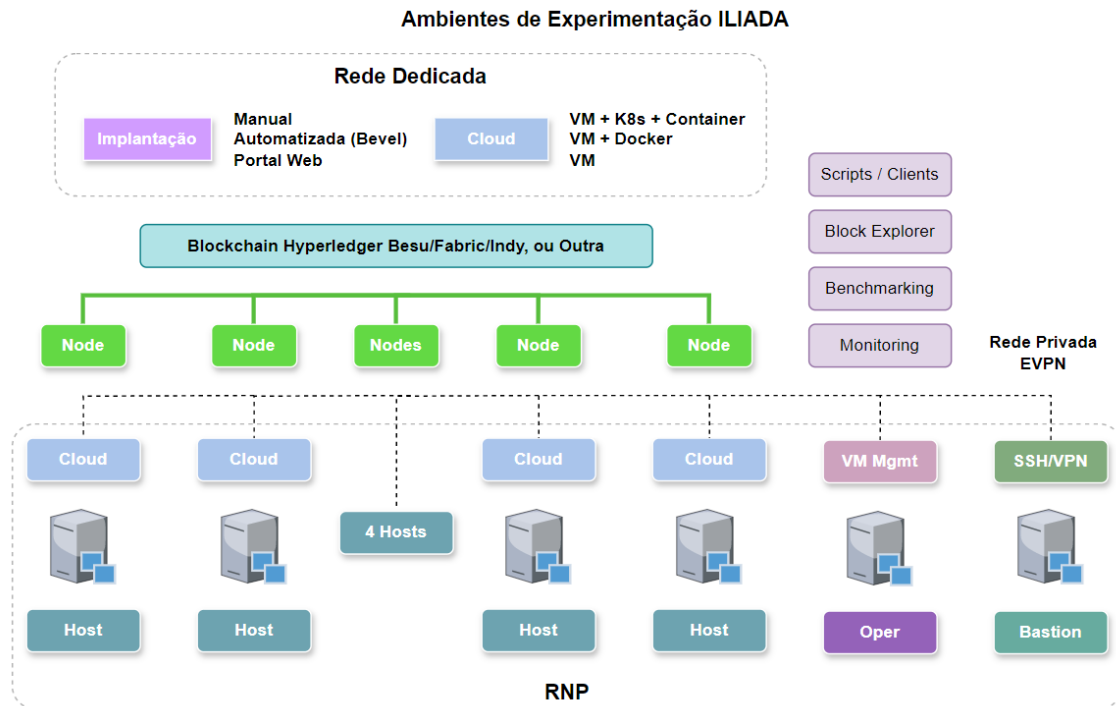 Ambientes de Experimentação ILIADA
Rede Dedicada
Implantação
Manual
Automatizada (Bevel)
Portal Web
Cloud
VM + K8s + Container
VM + Docker
VM
Scripts / Clients
Block Explorer
Benchmarking
Monitoring
Blockchain Hyperledger Besu/Fabric/Indy, ou Outra
Node
Node
Nodes
Node
Node
Rede Privada
EVPN
Cloud
Cloud
Cloud
Cloud
VM Mgmt
SSH/VPN
4 Hosts
Host
Host
Host
Host
Oper
Bastion
RNP